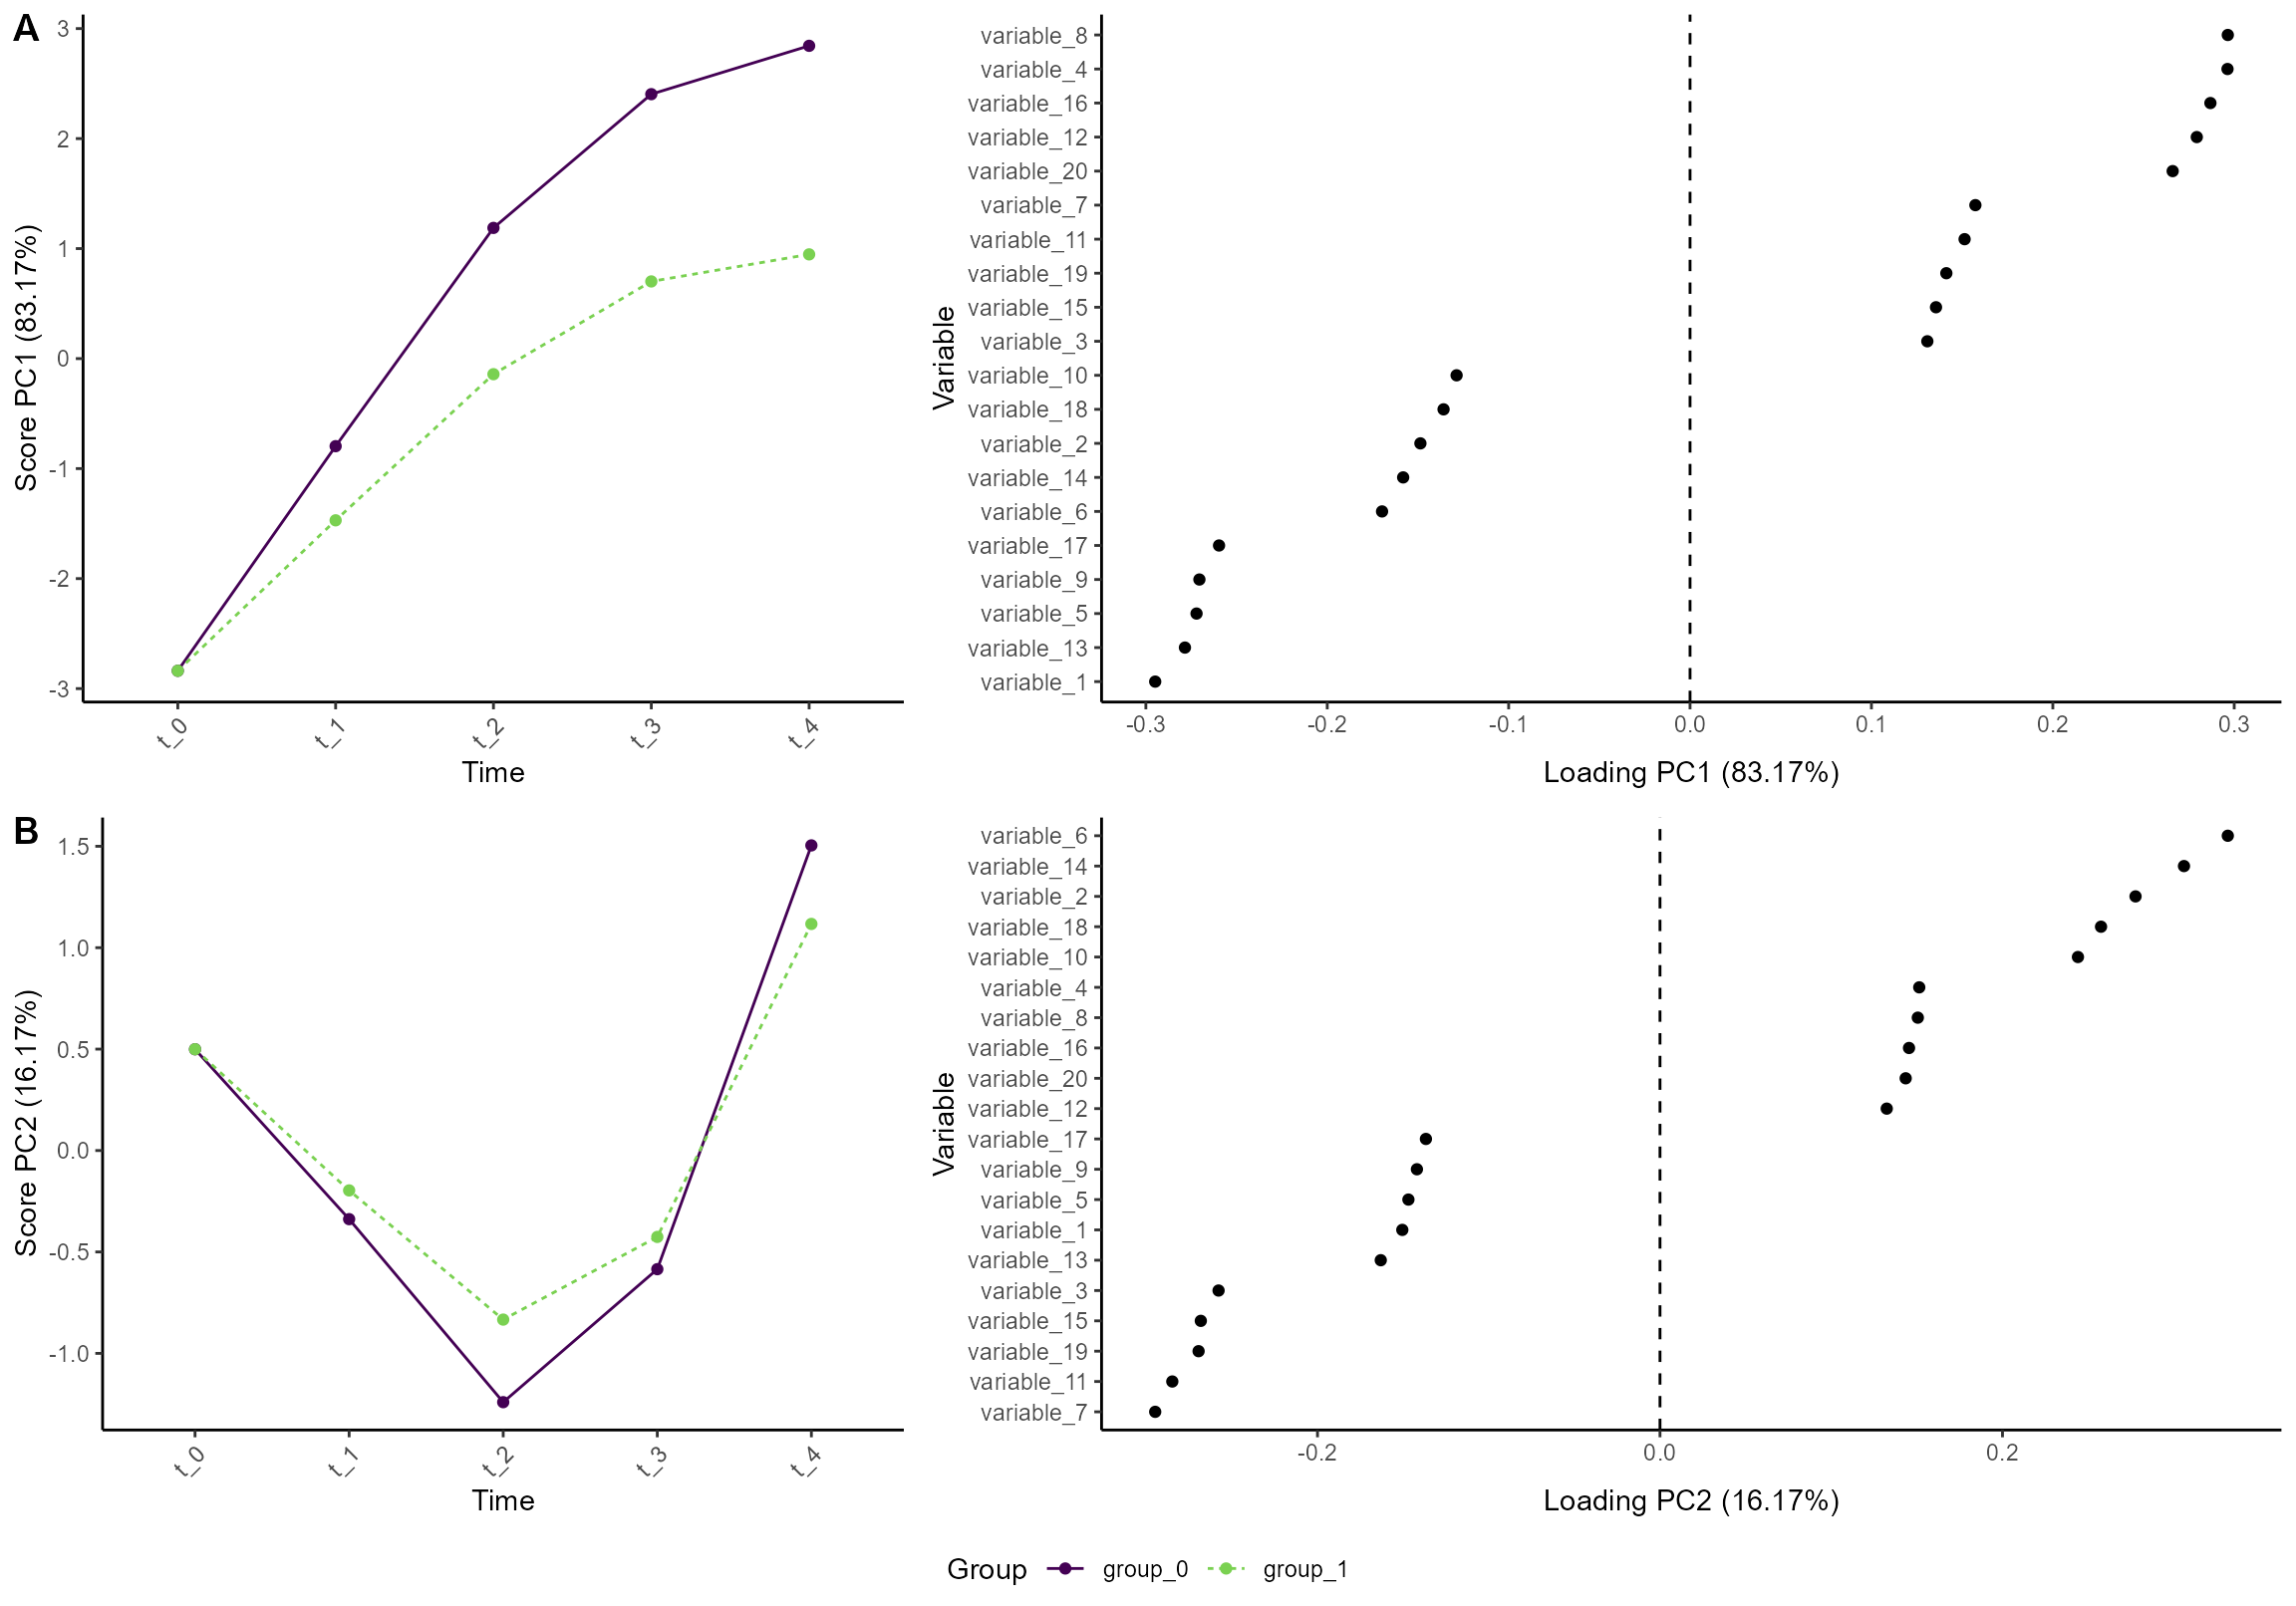 A
Score PC1 (83.17%)
3
2
1
0
-1
-2
-3
t_0
t_1
t_2
t_3
t_4
Time
Variable
variable_8
variable_4
variable_16
variable_12
variable_20
variable_7
variable_11
variable_19
variable_15
variable_3
variable_10
variable_18
variable_2
variable_14
variable_6
variable_17
variable_9
variable_5
variable_13
variable_1
-0.3
-0.2
-0.1
0.0
0.1
0.2
0.3
Loading PC1 (83.17%)
B
Score PC2 (16.17%)
1.5
1.0
0.5
0.0
-0.5
-1.0
t_0
t_1
t_2
t_3
t_4
Time
Variable
variable_6
variable_14
variable_2
variable_18
variable_10
variable_4
variable_8
variable_16
variable_20
variable_12
variable_17
variable_9
variable_5
variable_1
variable_13
variable_3
variable_15
variable_19
variable_11
variable_7
-0.2
0.0
0.2
Loading PC2 (16.17%)
Group group_0 group_1